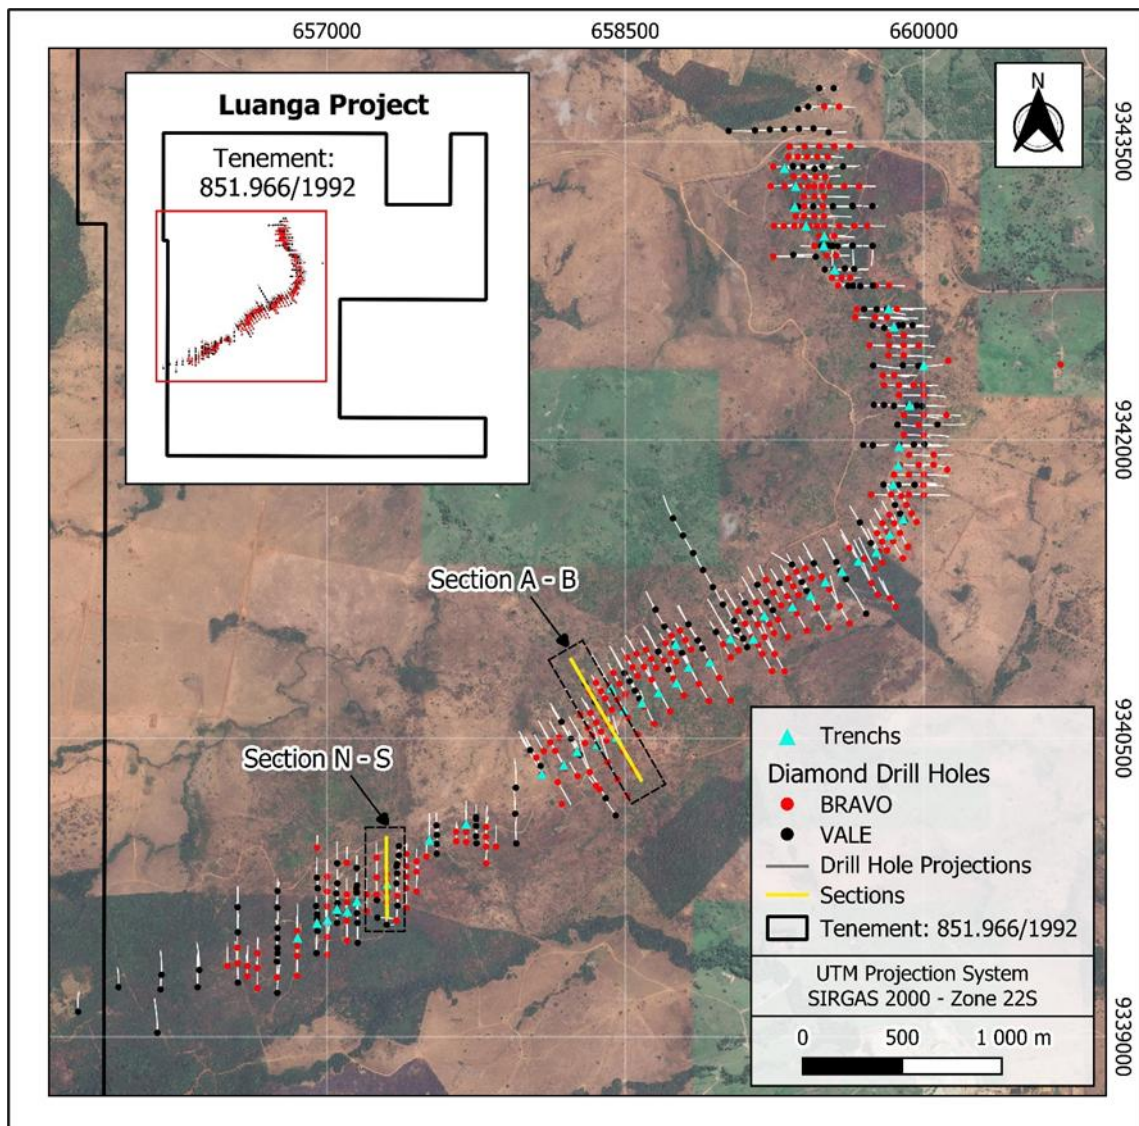 657000
658500
660000
Luanga Project
Tenement:
851.966/1992
N
9343500
9342000
Section A - B
9340500
Section N - S
Trenchs
Diamond Drill Holes
BRAVO
VALE
Drill Hole Projections
Sections
Tenement: 851.966/1992
UTM Projection System
SIRGAS 2000 - Zone 22S
0 500 1 000 m
9339000